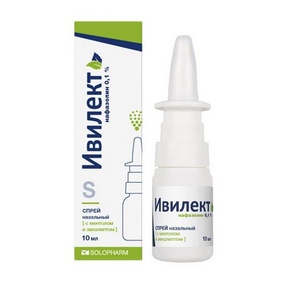 Ивилект
нафазолин 0,1 %
S
СПРЕЙ
назальный
[ с ментолом
и эвкалиптом ]
10 мл
SOLOPHARM
Ивилект
нафазолин 0,1 %
СПРЕЙ
назальный
[ с ментолом
и эвкалиптом ]
10 мл